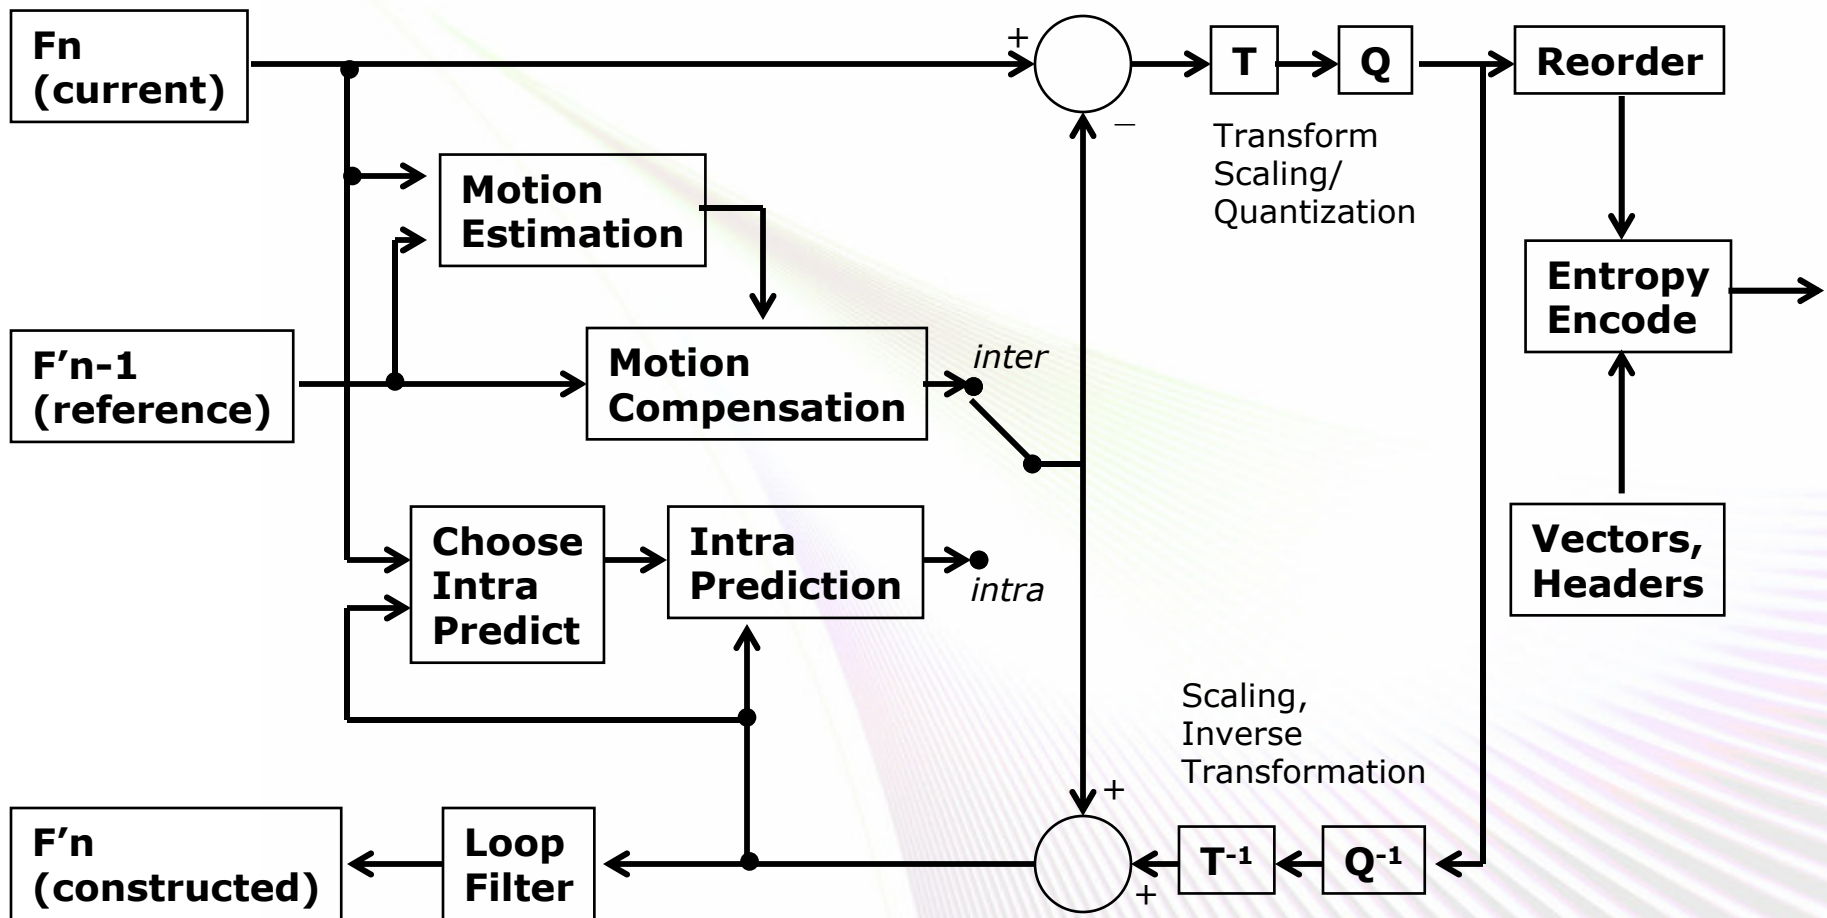 Fn
(current)
+
T
Q
Reorder
–
Transform
Scaling/
Quantization
Motion
Estimation
Entropy
Encode
F’n-1
(reference)
Motion
Compensation
inter
Choose
Intra
Predict
Intra
Prediction
intra
Vectors,
Headers
Scaling,
Inverse
Transformation
+
F’n
(constructed)
Loop
Filter
T-1
Q-1
+